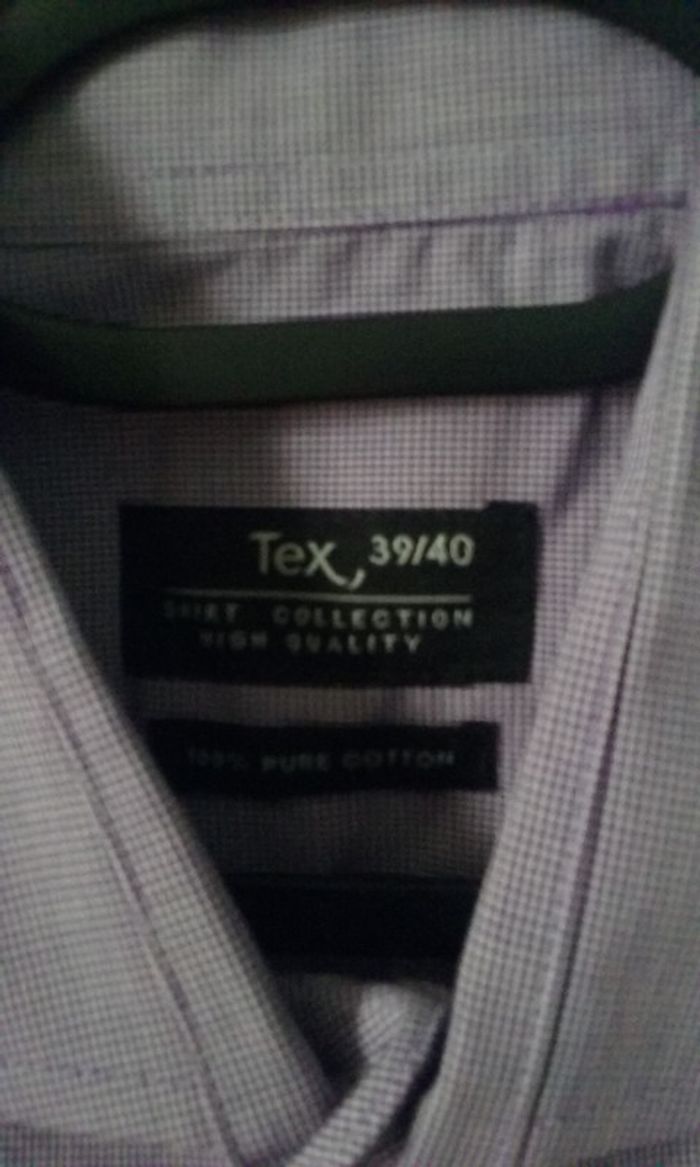 Tex, 39/40
SHIRT COLLECTION
HIGH QUALITY
100% PURE COTTON